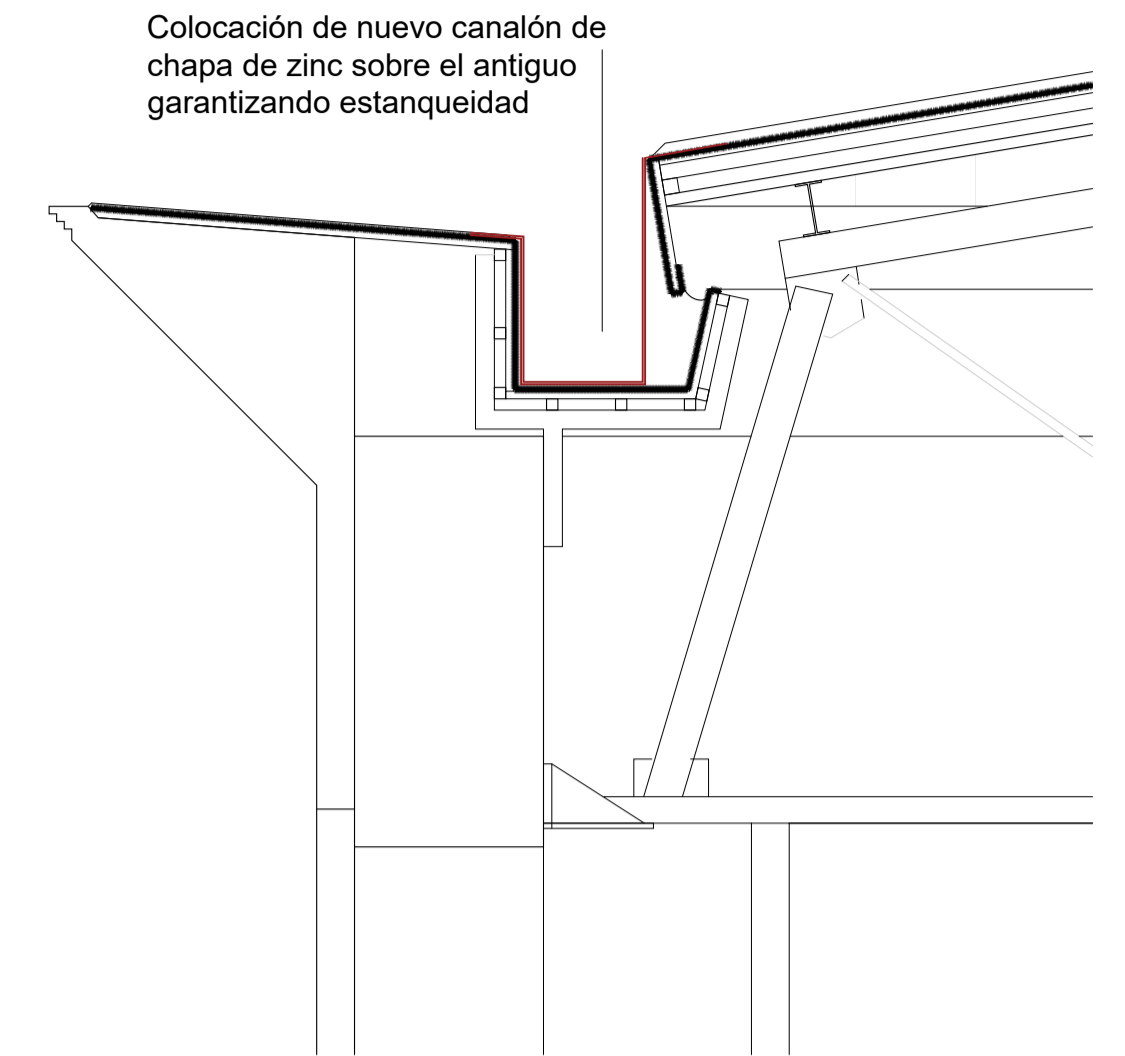 Colocación de nuevo canalón de
chapa de zinc sobre el antiguo
garantizando estanqueidad